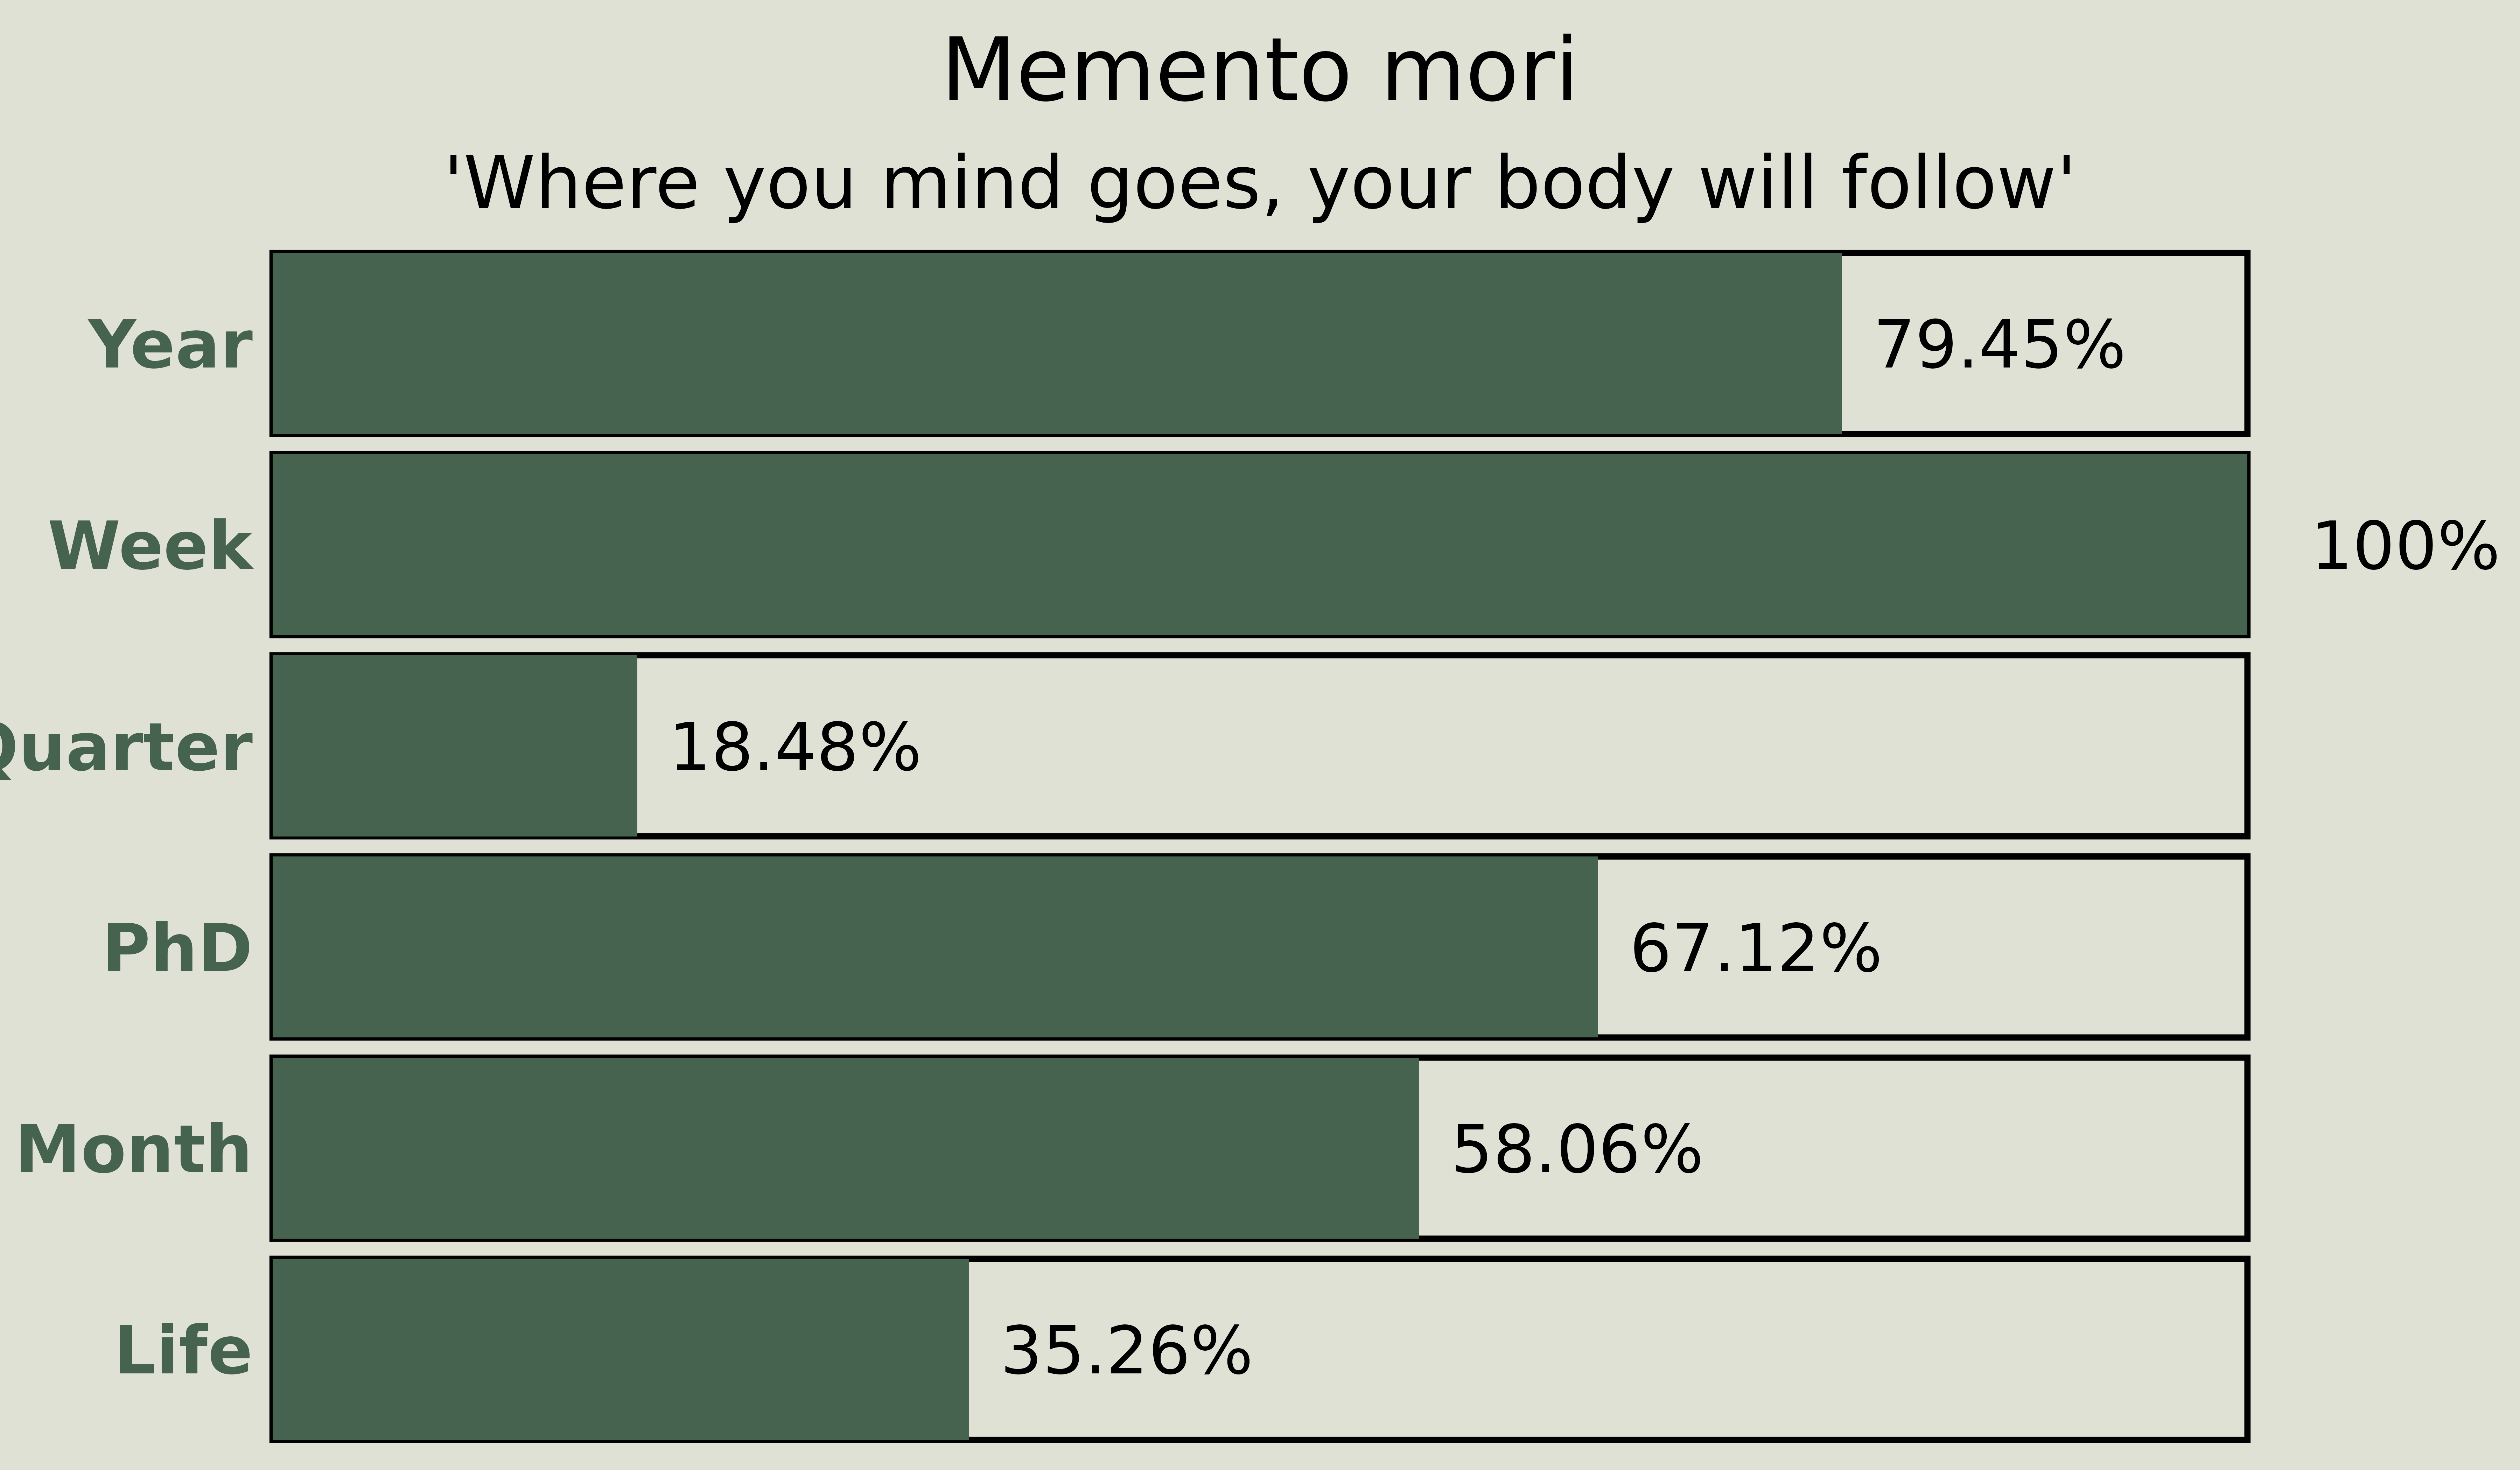 Memento mori
'Where you mind goes, your body will follow'
Year 79.45%
Week 100%
Quarter 18.48%
PhD 67.12%
Month 58.06%
Life 35.26%